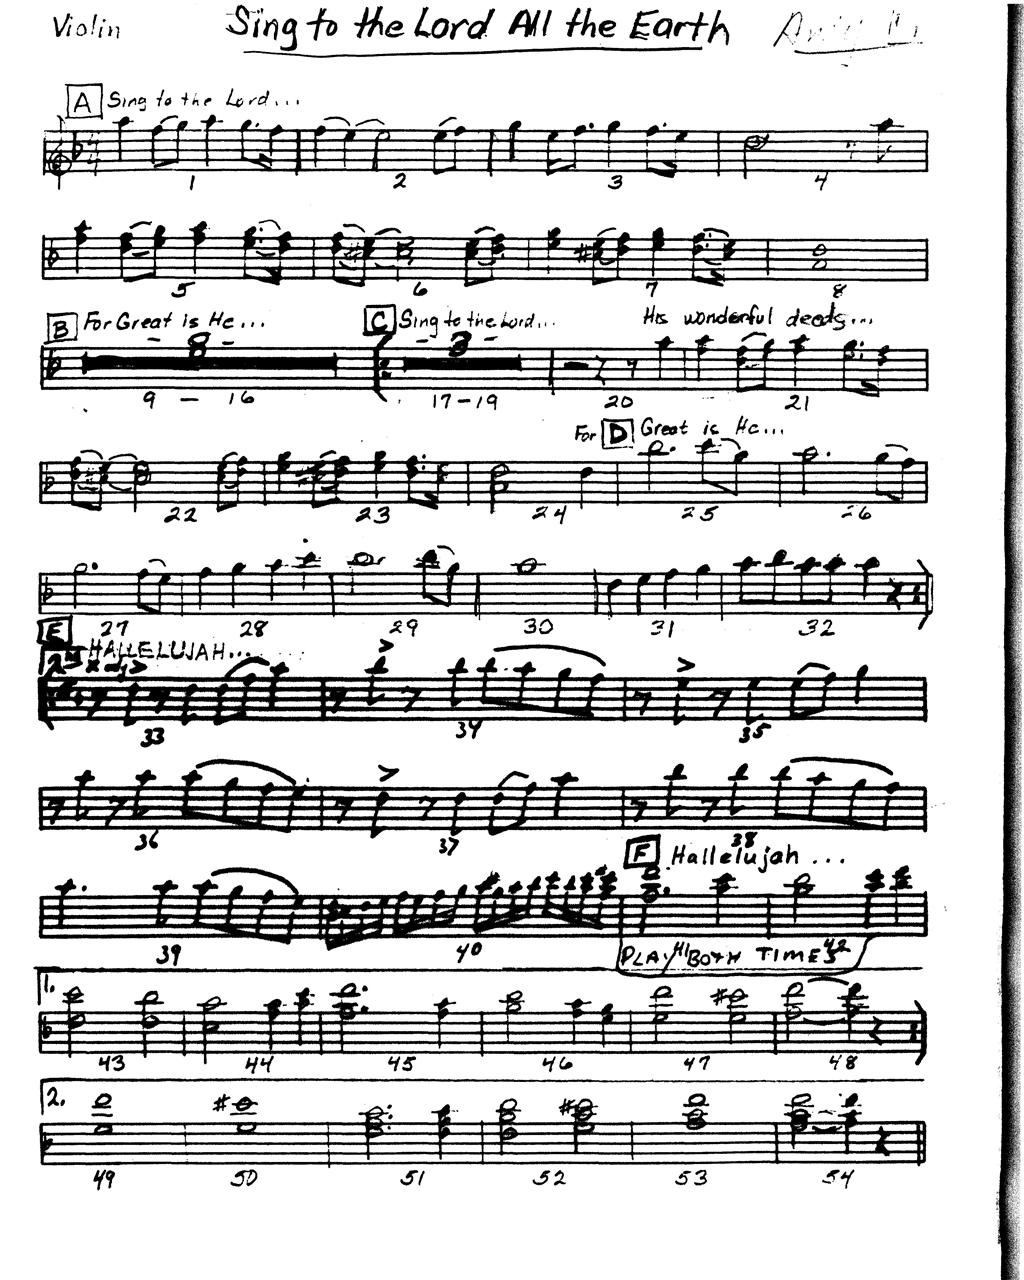 Violin
Sing to the Lord All the Earth
A Sing to the Lord...
1 2 3 4
5 6 7 8
B For Great is He... C Sing to the Lord... His wonderful deeds...
8 3
9 - 16 17-19 20 21
For D Great is He...
22 23 24 25 26
27 28 29 30 31 32
E HALLELUJAH...
33 34 35
36 37 38
F Hallelujah ...
39 40
PLAY 41 BOTH TIMES 42
1.
43 44 45 46 47 48
2.
49 50 51 52 53 54